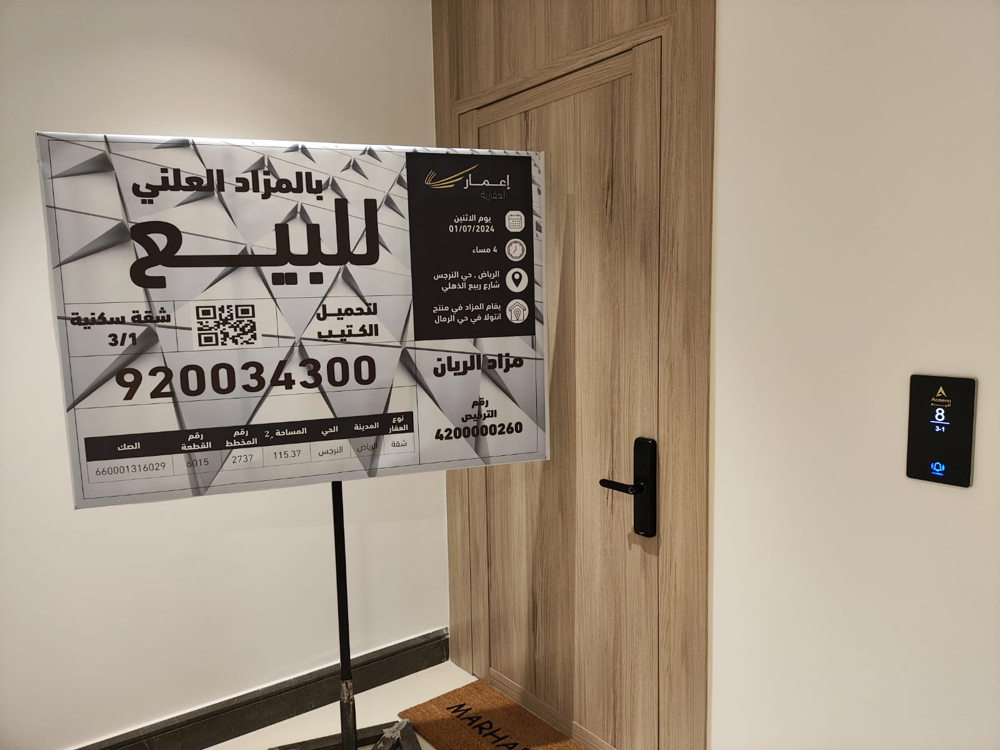 بالمزاد العلني
للبيـــع
شقة سكنية
3/1
لتحميل
الكتيب
920034300
إعمار
العقارية
يوم الاثنين
01/07/2024
4 مساء
الرياض , حي النرجس
شارع ربيع الذهلي
يقام المزاد في منتج
انتولا في حي الرمال
مزاد الريان
رقم
الترخيص
4200000260
نوع العقار المدينة الحي المساحة م2 رقم المخطط رقم القطعة الصك
شقة الرياض النرجس 115.37 2737 6015 660001316029
Aceem
أكيم
8
3-1
MARHA